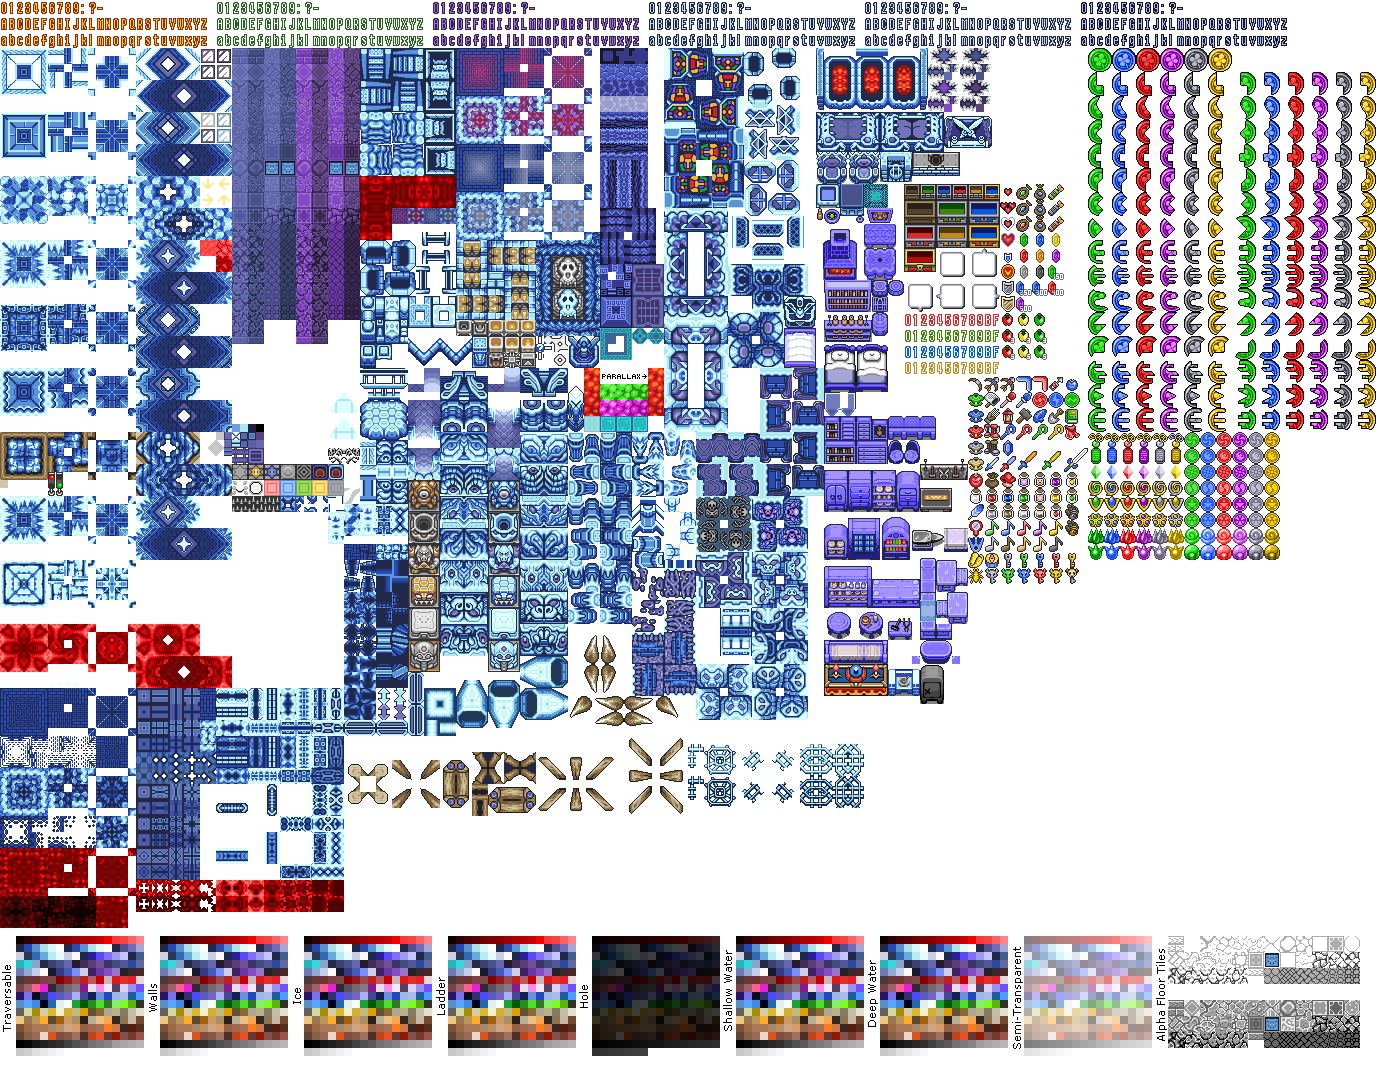 0123456789:?-
ABCDEFGHIJKLMNOPQRSTUVWXYZ
abcdefghijklmnopqrstuvwxyz
0123456789:?-
ABCDEFGHIJKLMNOPQRSTUVWXYZ
abcdefghijklmnopqrstuvwxyz
0123456789:?-
ABCDEFGHIJKLMNOPQRSTUVWXYZ
abcdefghijklmnopqrstuvwxyz
0123456789:?-
ABCDEFGHIJKLMNOPQRSTUVWXYZ
abcdefghijklmnopqrstuvwxyz
0123456789:?-
ABCDEFGHIJKLMNOPQRSTUVWXYZ
abcdefghijklmnopqrstuvwxyz
0123456789:?-
ABCDEFGHIJKLMNOPQRSTUVWXYZ
abcdefghijklmnopqrstuvwxyz
0123456789BF
0123456789BF
0123456789BF
0123456789BF
PARALLAX→
Traversable
Walls
Ice
Ladder
Hole
Shallow Water
Deep Water
Semi-Transparent
Alpha Floor Tiles